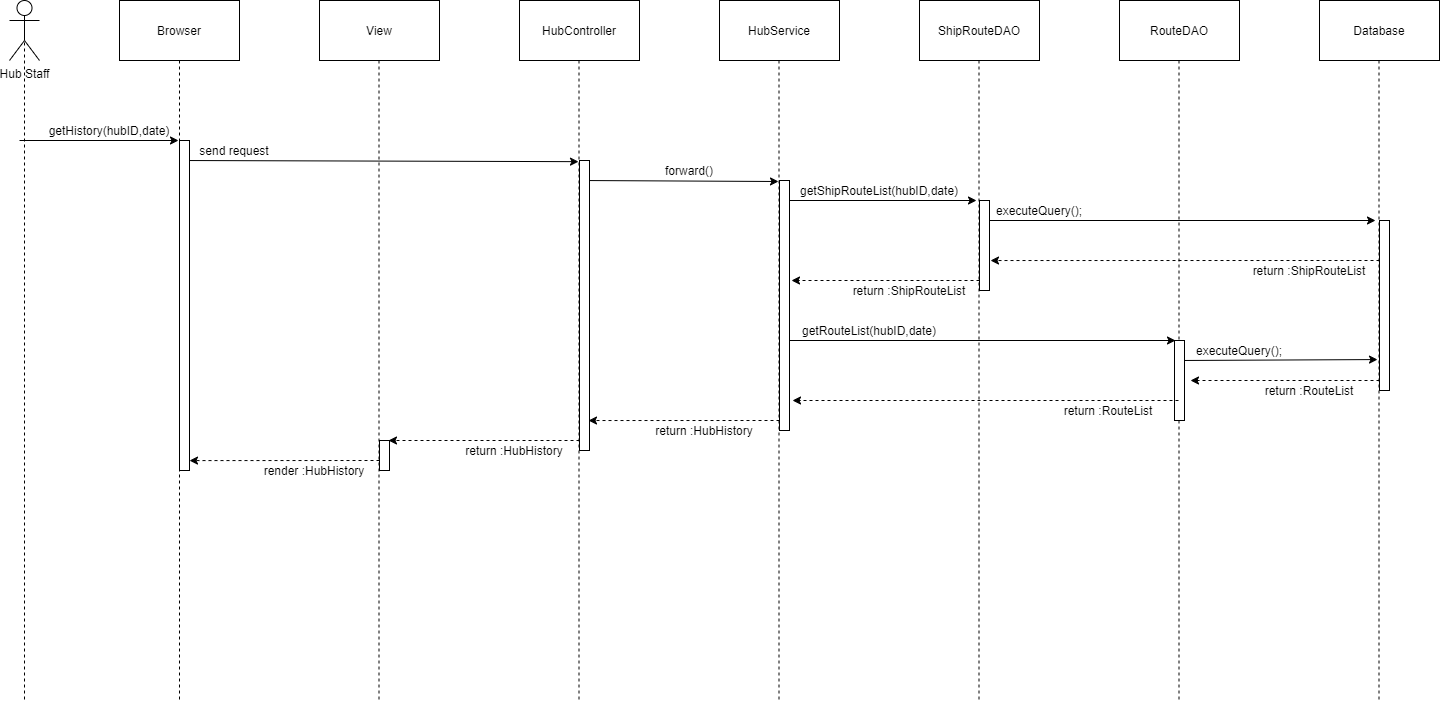 Hub Staff
Browser
View
HubController
HubService
ShipRouteDAO
RouteDAO
Database
getHistory(hubID,date)
send request
forward()
getShipRouteList(hubID,date)
executeQuery();
return :ShipRouteList
return :ShipRouteList
getRouteList(hubID,date)
executeQuery();
return :RouteList
return :RouteList
return :HubHistory
return :HubHistory
render :HubHistory